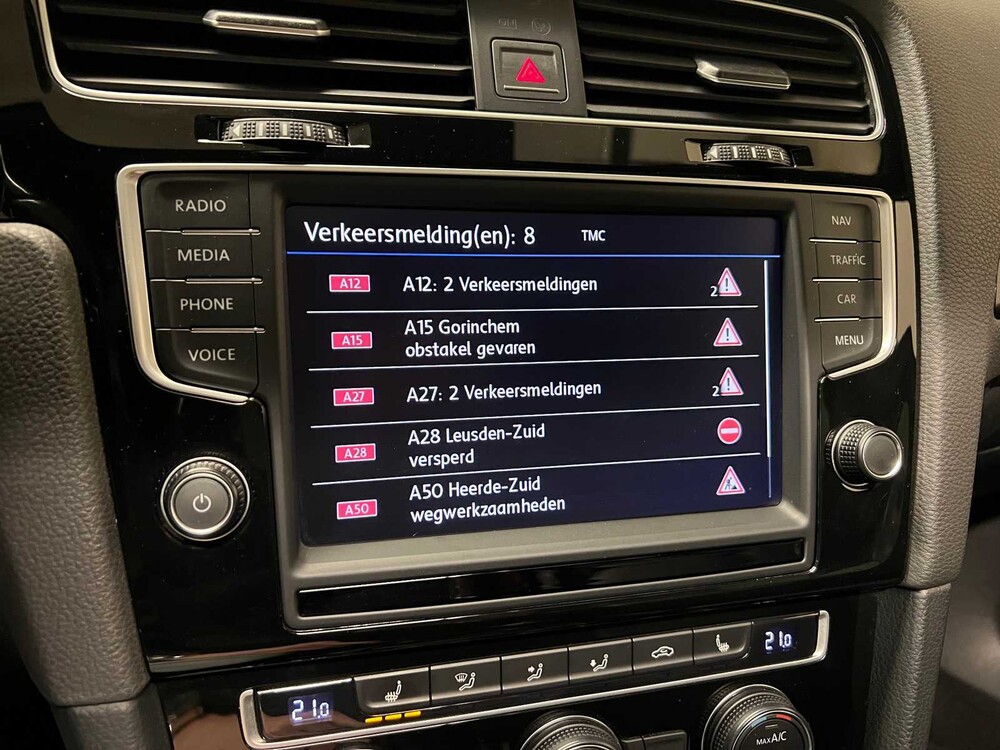 RADIO
MEDIA
PHONE
VOICE
NAV
TRAFFIC
CAR
MENU
Verkeersmelding(en): 8 TMC
A12 A12: 2 Verkeersmeldingen 2
A15 A15 Gorinchem
obstakel gevaren
A27 A27: 2 Verkeersmeldingen 2
A28 A28 Leusden-Zuid
versperd
A50 A50 Heerde-Zuid
wegwerkzaamheden
21.0
21.0
MAX A/C